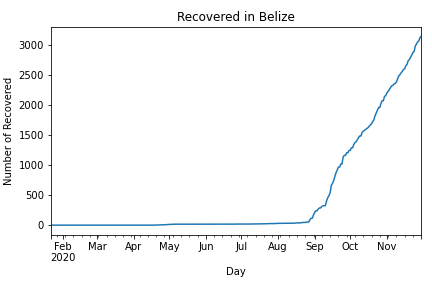 Recovered in Belize
Number of Recovered
3000
2500
2000
1500
1000
500
0
Feb Mar Apr May Jun Jul Aug Sep Oct Nov
2020
Day